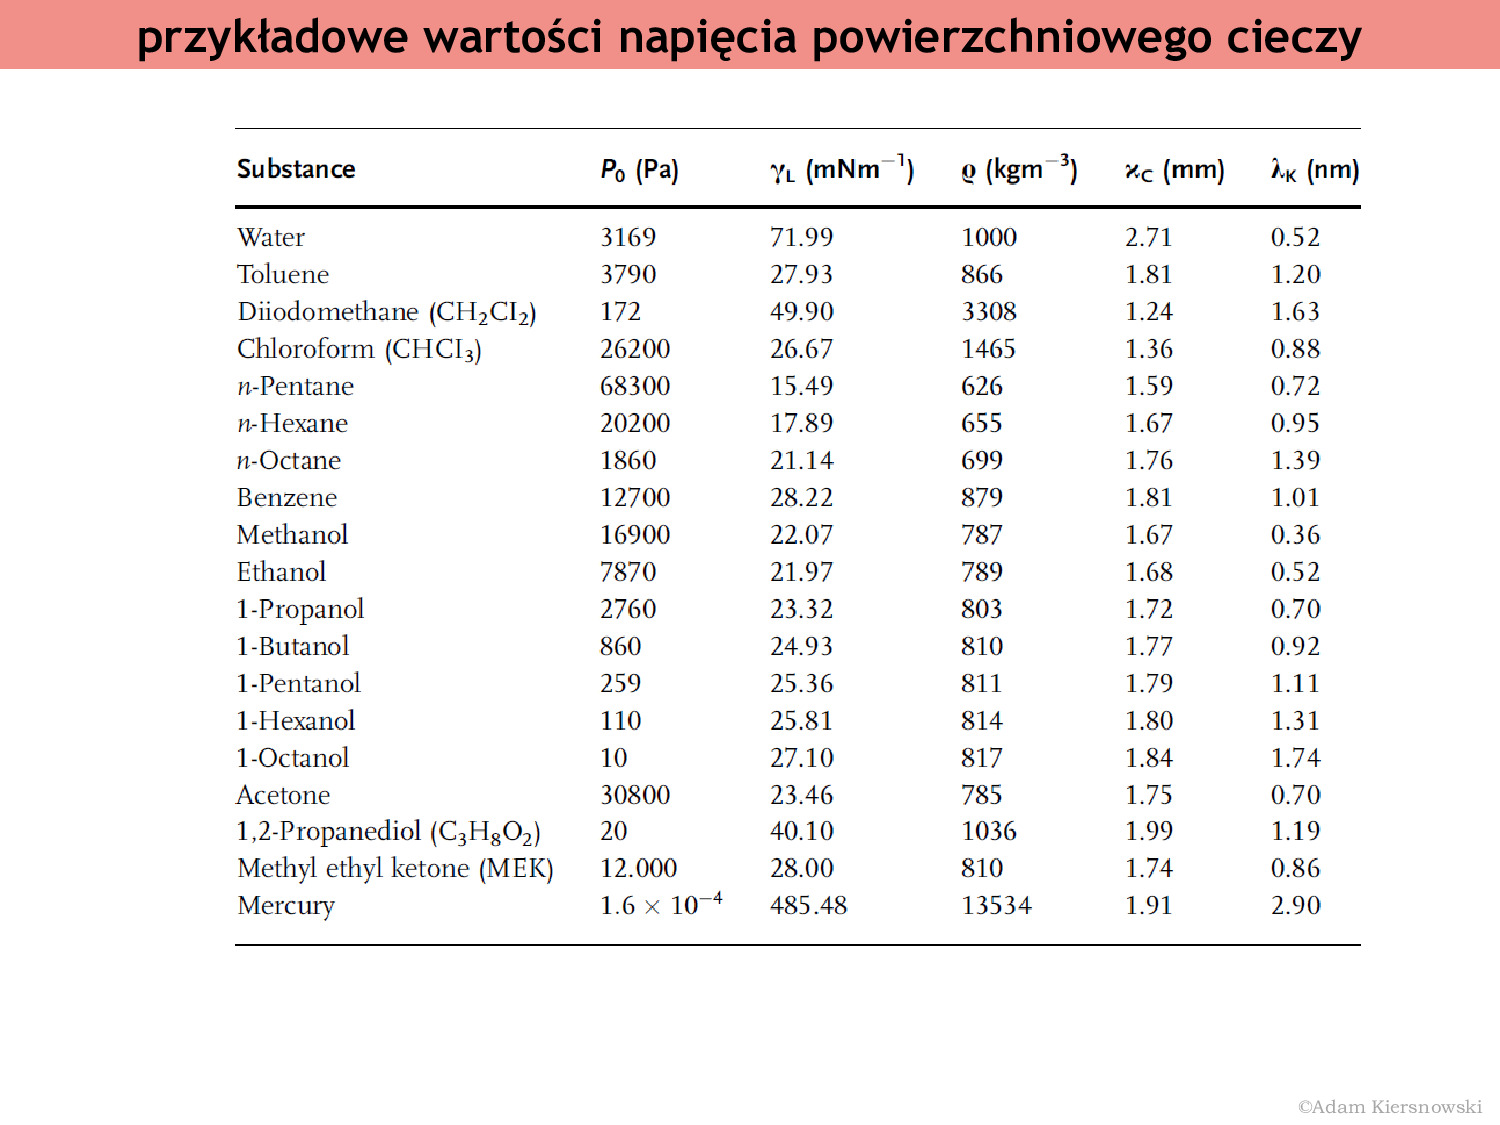 przykładowe wartości napięcia powierzchniowego cieczy
Substance P₀ (Pa) γL (mNm⁻¹) ϱ (kgm⁻³) ϰC (mm) λK (nm)
Water 3169 71.99 1000 2.71 0.52
Toluene 3790 27.93 866 1.81 1.20
Diiodomethane (CH₂CI₂) 172 49.90 3308 1.24 1.63
Chloroform (CHCI₃) 26200 26.67 1465 1.36 0.88
n-Pentane 68300 15.49 626 1.59 0.72
n-Hexane 20200 17.89 655 1.67 0.95
n-Octane 1860 21.14 699 1.76 1.39
Benzene 12700 28.22 879 1.81 1.01
Methanol 16900 22.07 787 1.67 0.36
Ethanol 7870 21.97 789 1.68 0.52
1-Propanol 2760 23.32 803 1.72 0.70
1-Butanol 860 24.93 810 1.77 0.92
1-Pentanol 259 25.36 811 1.79 1.11
1-Hexanol 110 25.81 814 1.80 1.31
1-Octanol 10 27.10 817 1.84 1.74
Acetone 30800 23.46 785 1.75 0.70
1,2-Propanediol (C₃H₈O₂) 20 40.10 1036 1.99 1.19
Methyl ethyl ketone (MEK) 12.000 28.00 810 1.74 0.86
Mercury 1.6 × 10⁻⁴ 485.48 13534 1.91 2.90
©Adam Kiersnowski